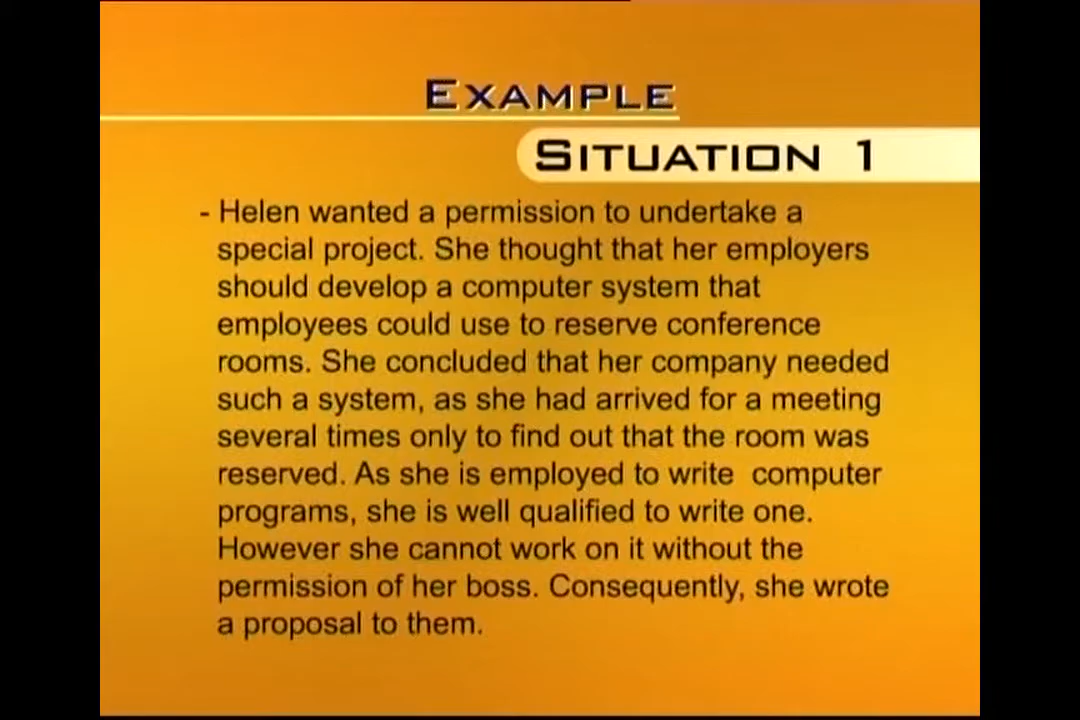 EXAMPLE
SITUATION 1
- Helen wanted a permission to undertake a
special project. She thought that her employers
should develop a computer system that
employees could use to reserve conference
rooms. She concluded that her company needed
such a system, as she had arrived for a meeting
several times only to find out that the room was
reserved. As she is employed to write computer
programs, she is well qualified to write one.
However she cannot work on it without the
permission of her boss. Consequently, she wrote
a proposal to them.